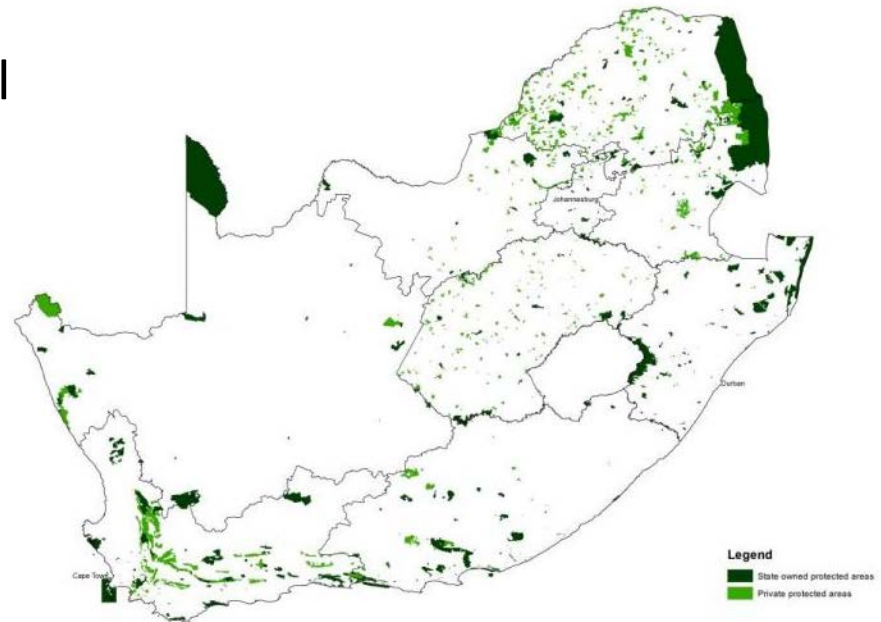 Johannesburg
Durban
Cape Town
Legend
State owned protected areas
Private protected areas